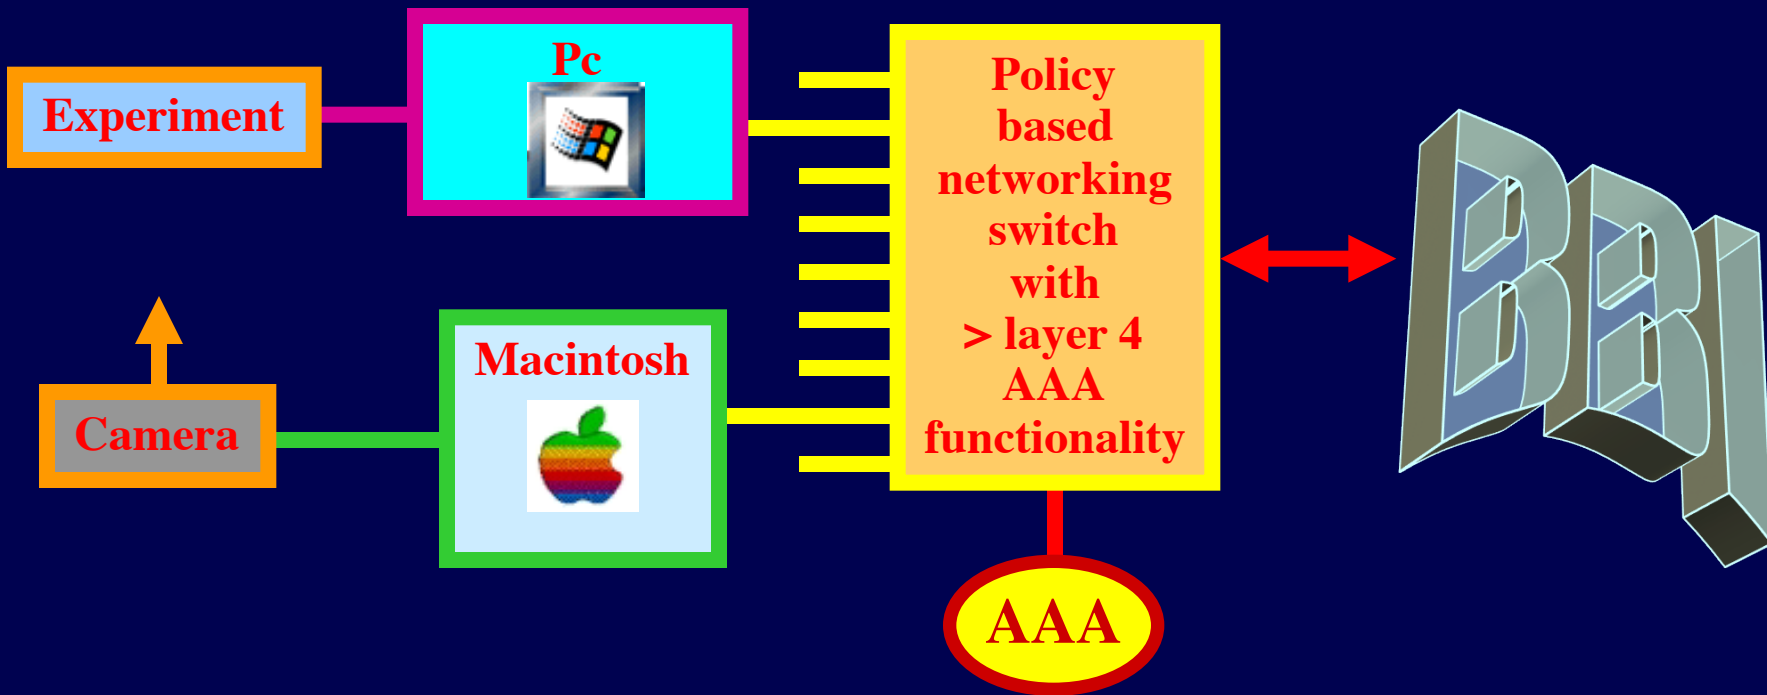 Experiment
Pc
Camera
Macintosh
Policy
based
networking
switch
with
> layer 4
AAA
functionality
AAA
BBI